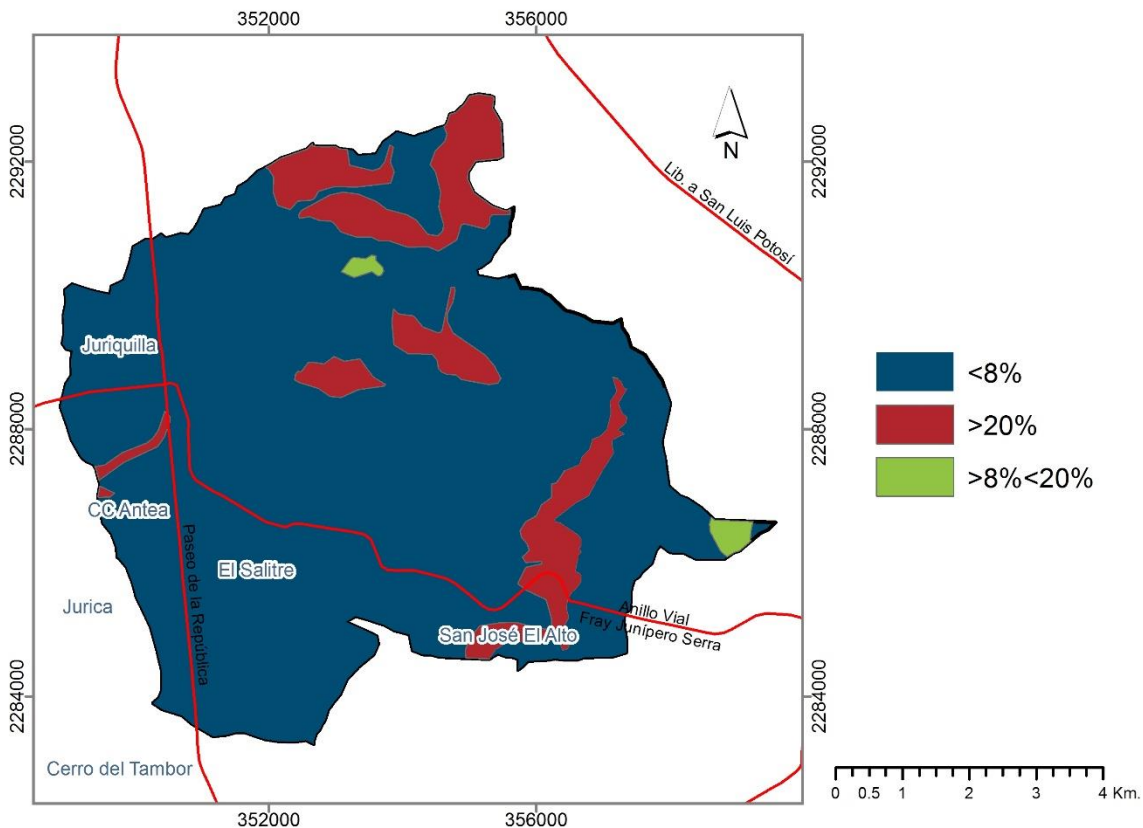 352000
356000
2292000
2292000
N
Lib. a San Luis Potosí
Juriquilla
<8%
>20%
>8%<20%
2288000
2288000
CC Antea
Paseo de la República
El Salitre
Jurica
Anillo Vial
Fray Junípero Serra
San José El Alto
2284000
2284000
Cerro del Tambor
0 0.5 1 2 3 4 Km.
352000
356000